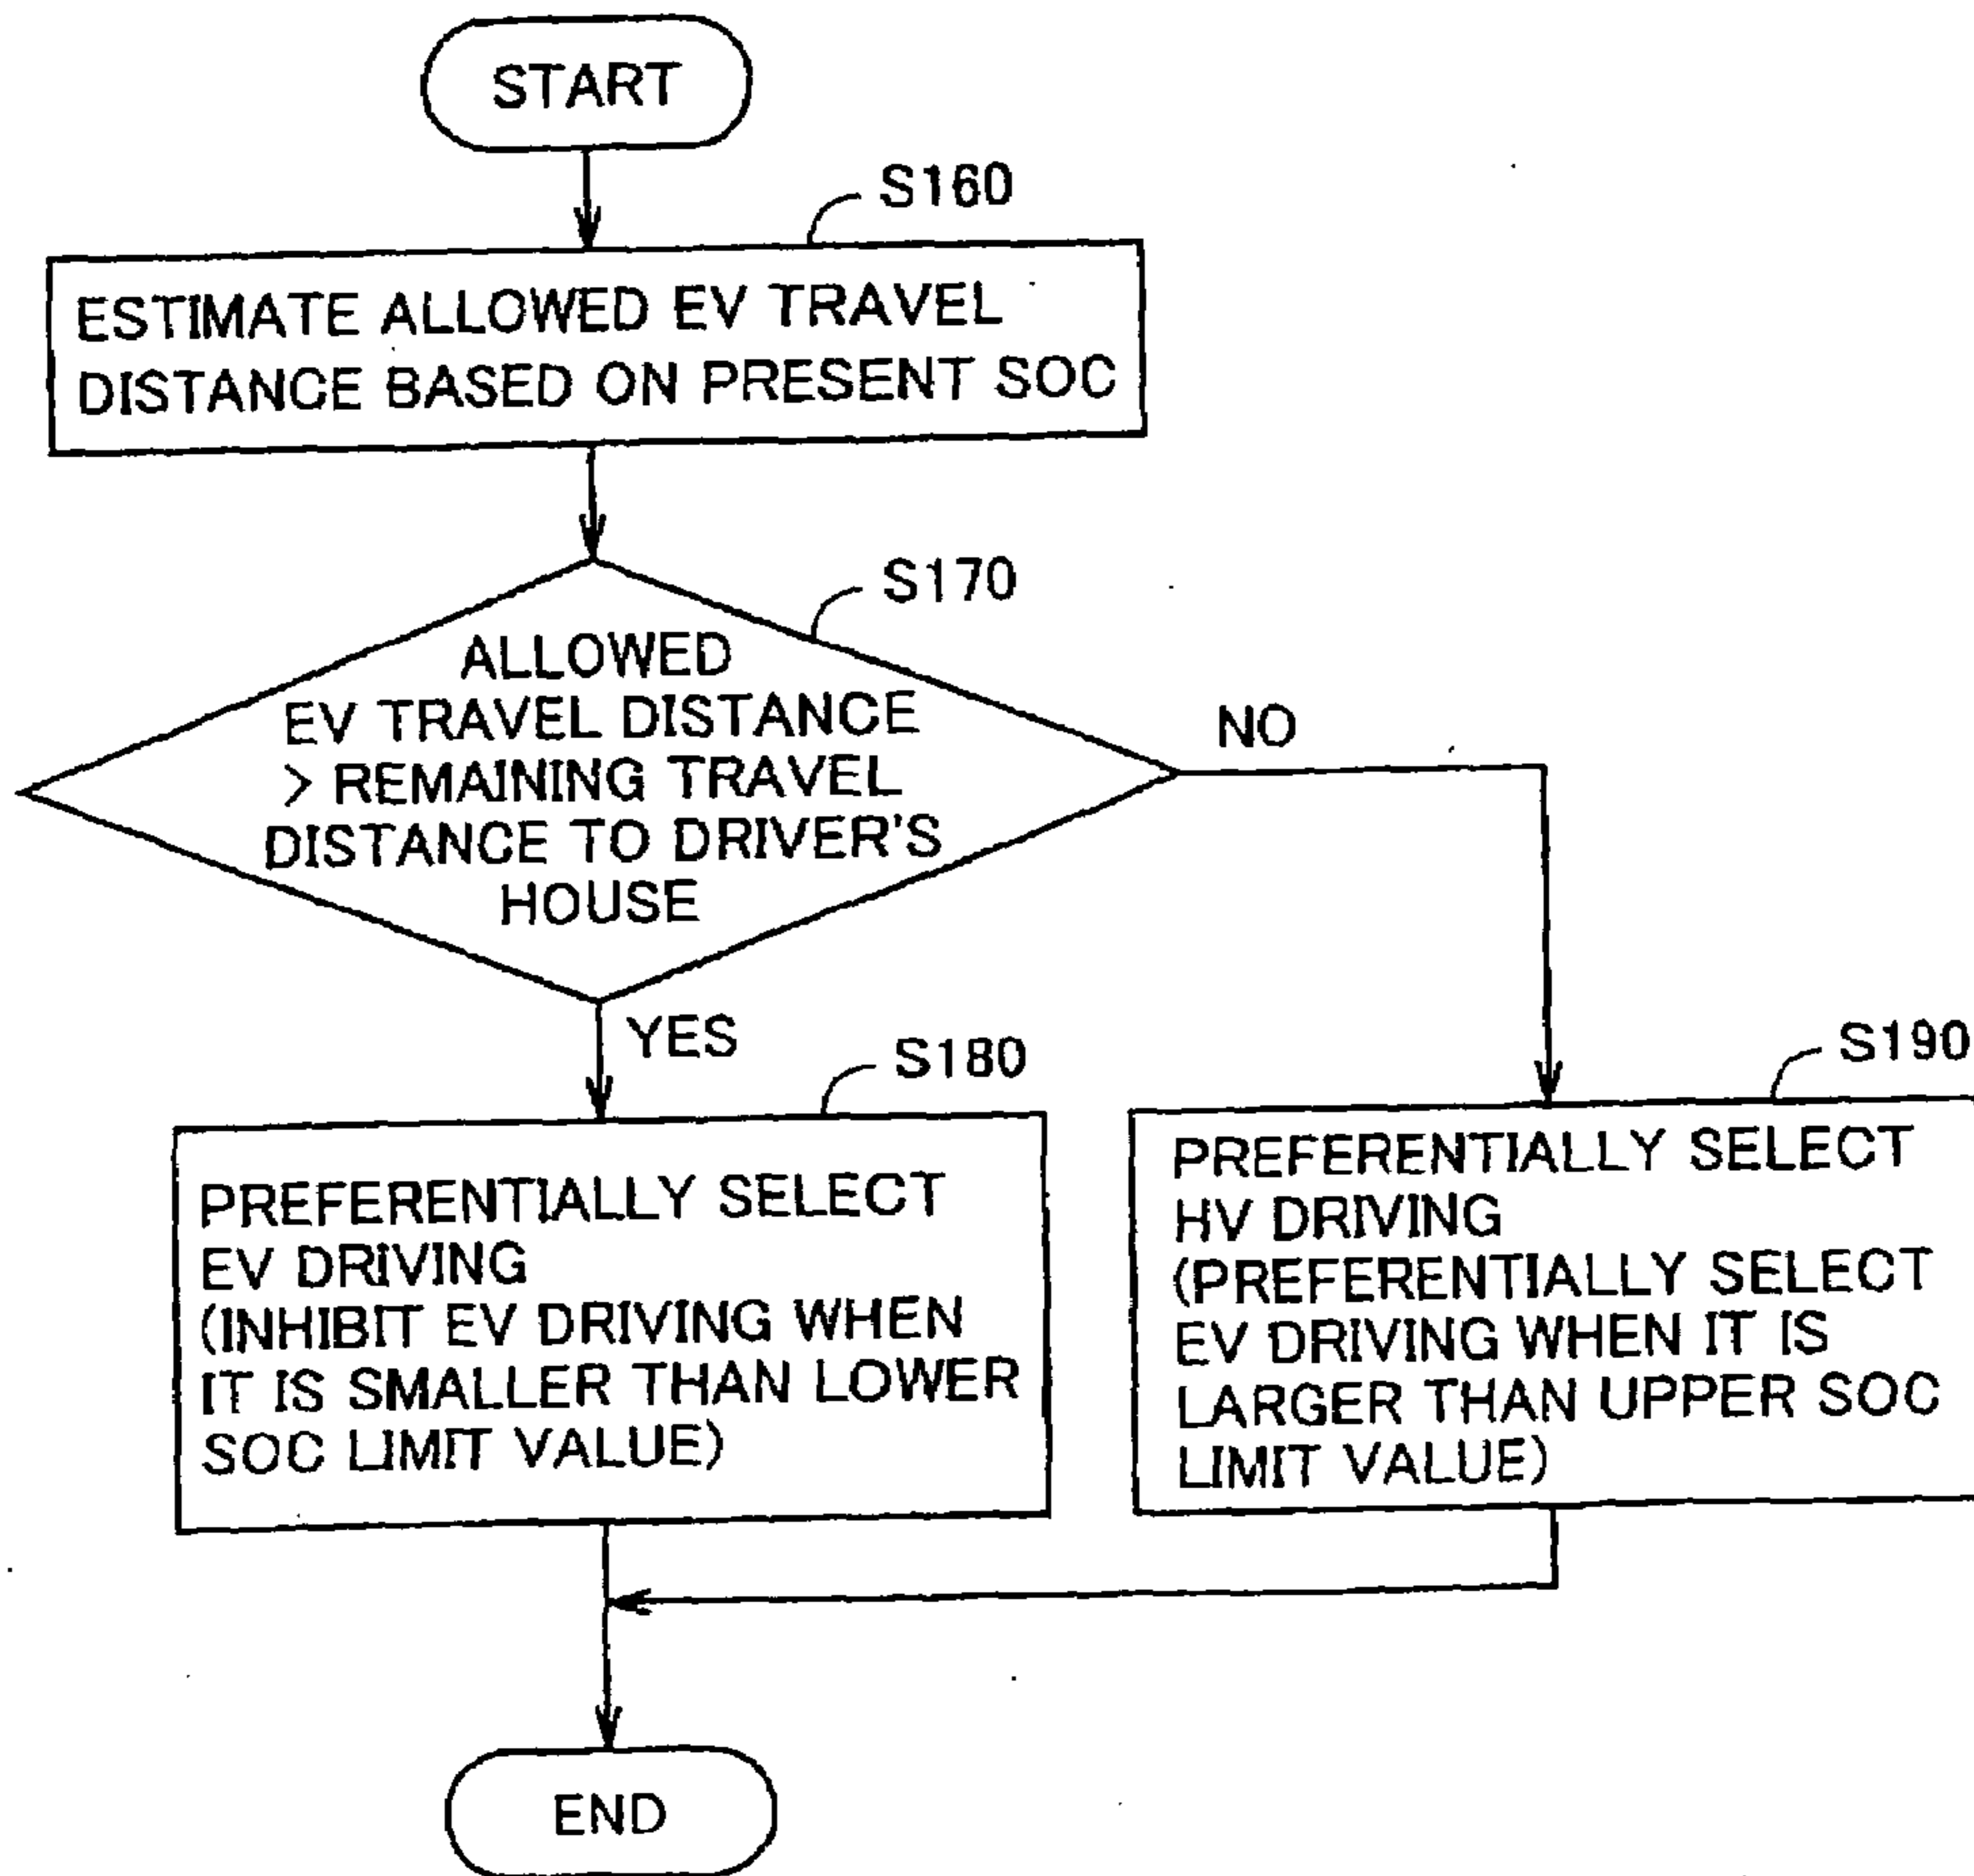 START
S160
ESTIMATE ALLOWED EV TRAVEL
DISTANCE BASED ON PRESENT SOC
S170
ALLOWED
EV TRAVEL DISTANCE
> REMAINING TRAVEL
DISTANCE TO DRIVER'S
HOUSE
NO
YES
S180
PREFERENTIALLY SELECT
EV DRIVING
(INHIBIT EV DRIVING WHEN
IT IS SMALLER THAN LOWER
SOC LIMIT VALUE)
S190
PREFERENTIALLY SELECT
HV DRIVING
(PREFERENTIALLY SELECT
EV DRIVING WHEN IT IS
LARGER THAN UPPER SOC
LIMIT VALUE)
END